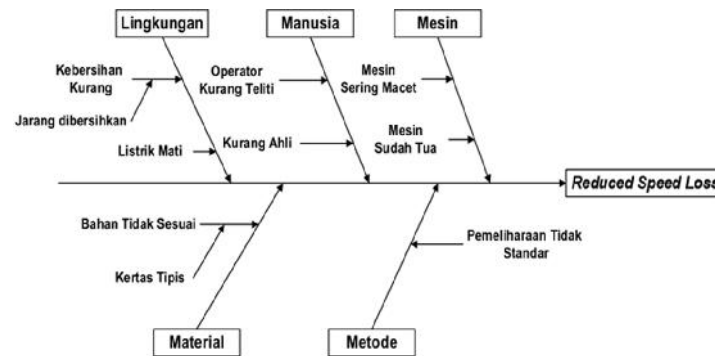 Lingkungan
Manusia
Mesin
Kebersihan
Kurang
Jarang dibersihkan
Listrik Mati
Operator
Kurang Teliti
Kurang Ahli
Mesin
Sering Macet
Mesin
Sudah Tua
Reduced Speed Loss
Bahan Tidak Sesuai
Kertas Tipis
Pemeliharaan Tidak
Standar
Material
Metode